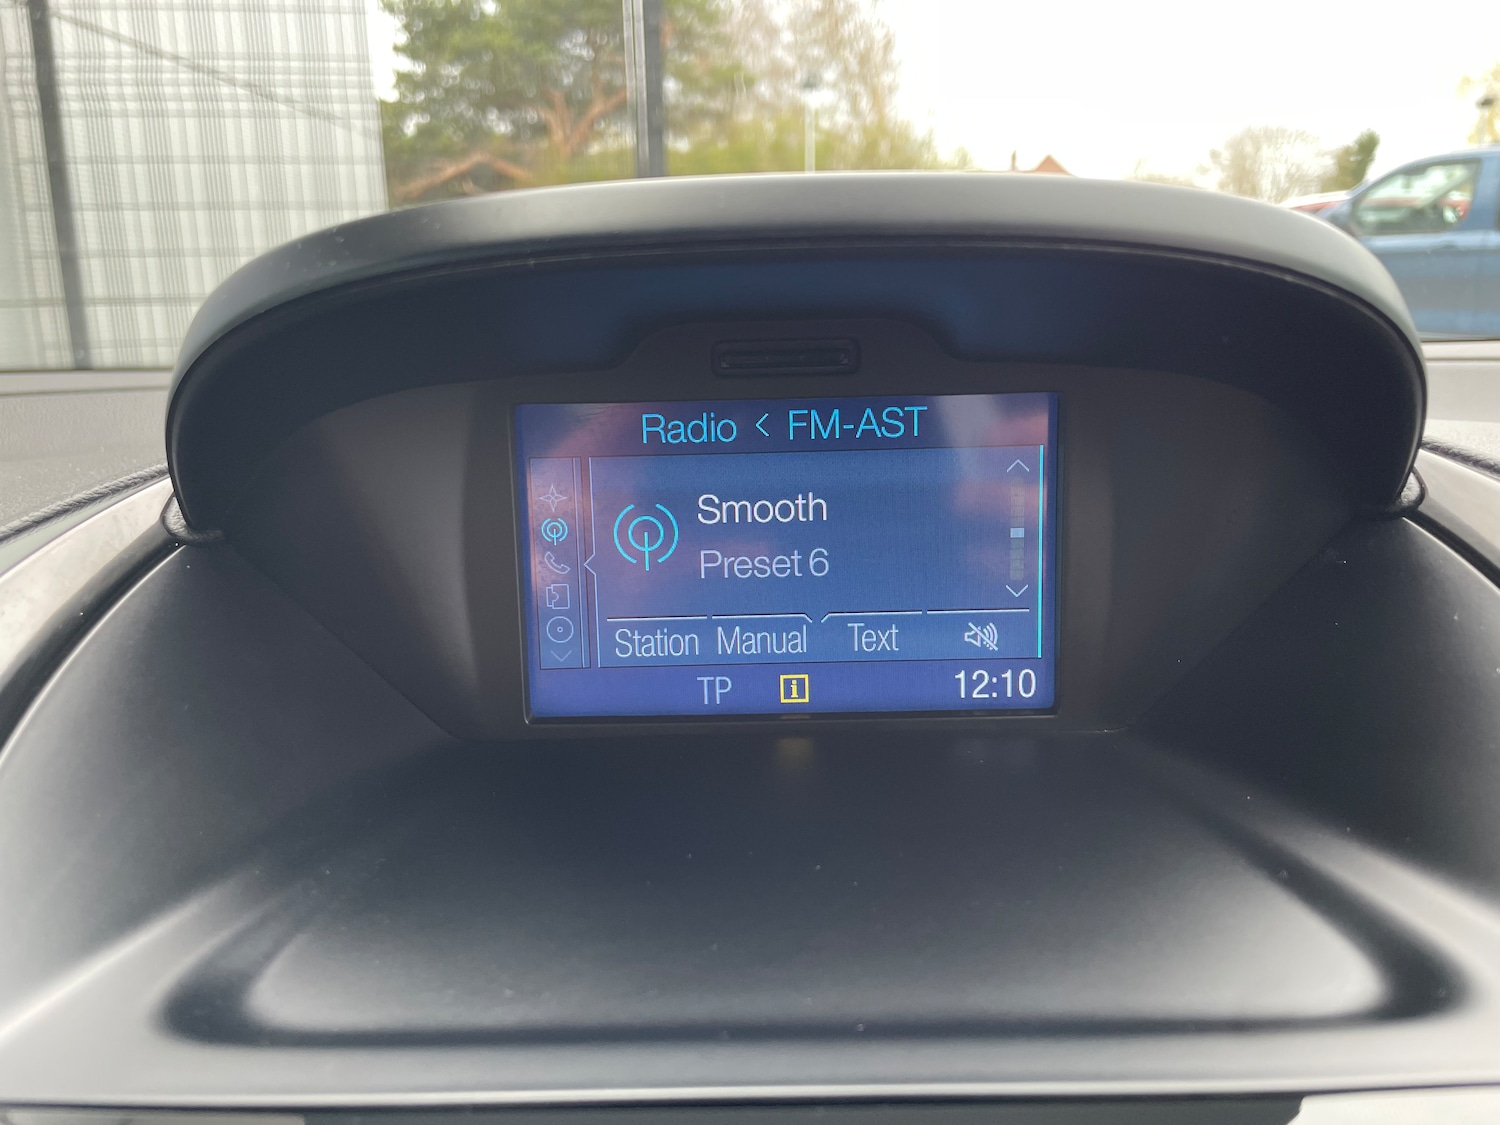 Radio < FM-AST
Smooth
Preset 6
Station Manual Text
TP i 12:10